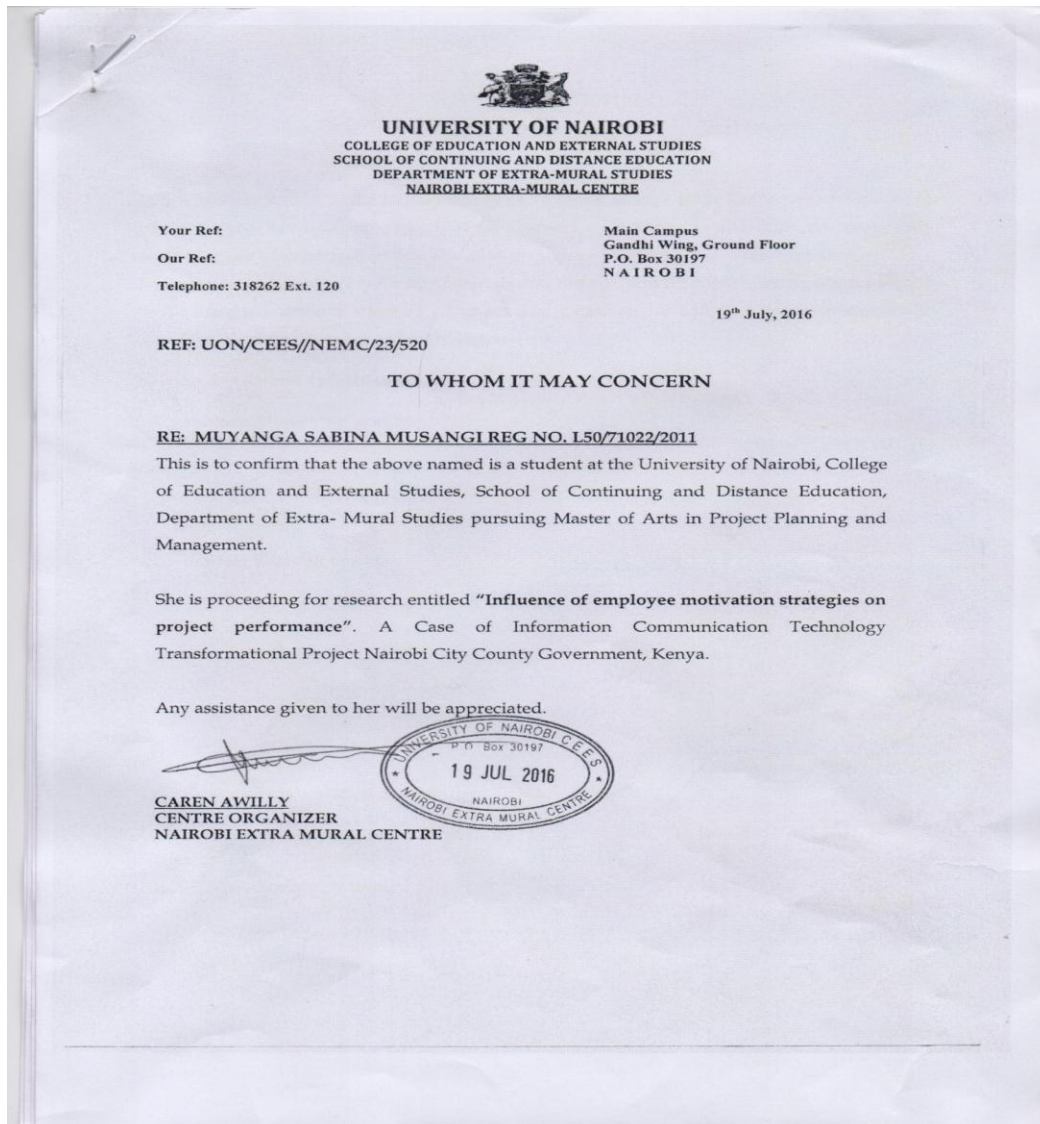 UNIVERSITY OF NAIROBI
COLLEGE OF EDUCATION AND EXTERNAL STUDIES
SCHOOL OF CONTINUING AND DISTANCE EDUCATION
DEPARTMENT OF EXTRA-MURAL STUDIES
NAIROBI EXTRA-MURAL CENTRE
Your Ref:
Our Ref:
Telephone: 318262 Ext. 120
Main Campus
Gandhi Wing, Ground Floor
P.O. Box 30197
N A I R O B I
19th July, 2016
REF: UON/CEES//NEMC/23/520
TO WHOM IT MAY CONCERN
RE: MUYANGA SABINA MUSANGI REG NO. L50/71022/2011
This is to confirm that the above named is a student at the University of Nairobi, College
of Education and External Studies, School of Continuing and Distance Education,
Department of Extra- Mural Studies pursuing Master of Arts in Project Planning and
Management.
She is proceeding for research entitled “Influence of employee motivation strategies on
project performance”. A Case of Information Communication Technology
Transformational Project Nairobi City County Government, Kenya.
Any assistance given to her will be appreciated.
UNIVERSITY OF NAIROBI CEES
P O Box 30197
19 JUL 2016
NAIROBI
NAIROBI EXTRA MURAL CENTRE
CAREN AWILLY
CENTRE ORGANIZER
NAIROBI EXTRA MURAL CENTRE